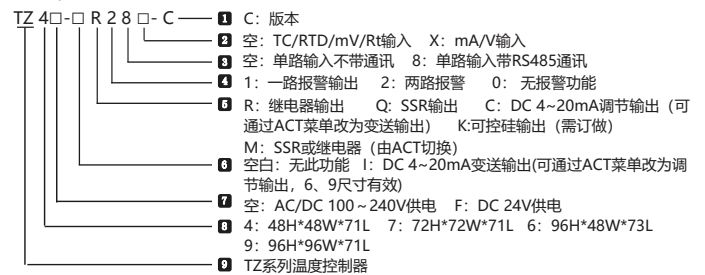 TZ 4□-□ R 2 8 □- C
1 C：版本
2 空：TC/RTD/mV/Rt输入 X：mA/V输入
3 空：单路输入不带通讯 8：单路输入带RS485通讯
4 1：一路报警输出 2：两路报警 0：无报警功能
5 R：继电器输出 Q：SSR输出 C：DC 4~20mA调节输出（可
通过ACT菜单改为变送输出） K:可控硅输出（需订做）
M：SSR或继电器（由ACT切换）
6 空白：无此功能 I：DC 4~20mA变送输出(可通过ACT菜单改为调
节输出，6、9尺寸有效)
7 空：AC/DC 100～240V供电 F：DC 24V供电
8 4：48H*48W*71L 7：72H*72W*71L 6：96H*48W*73L
9：96H*96W*71L
9 TZ系列温度控制器